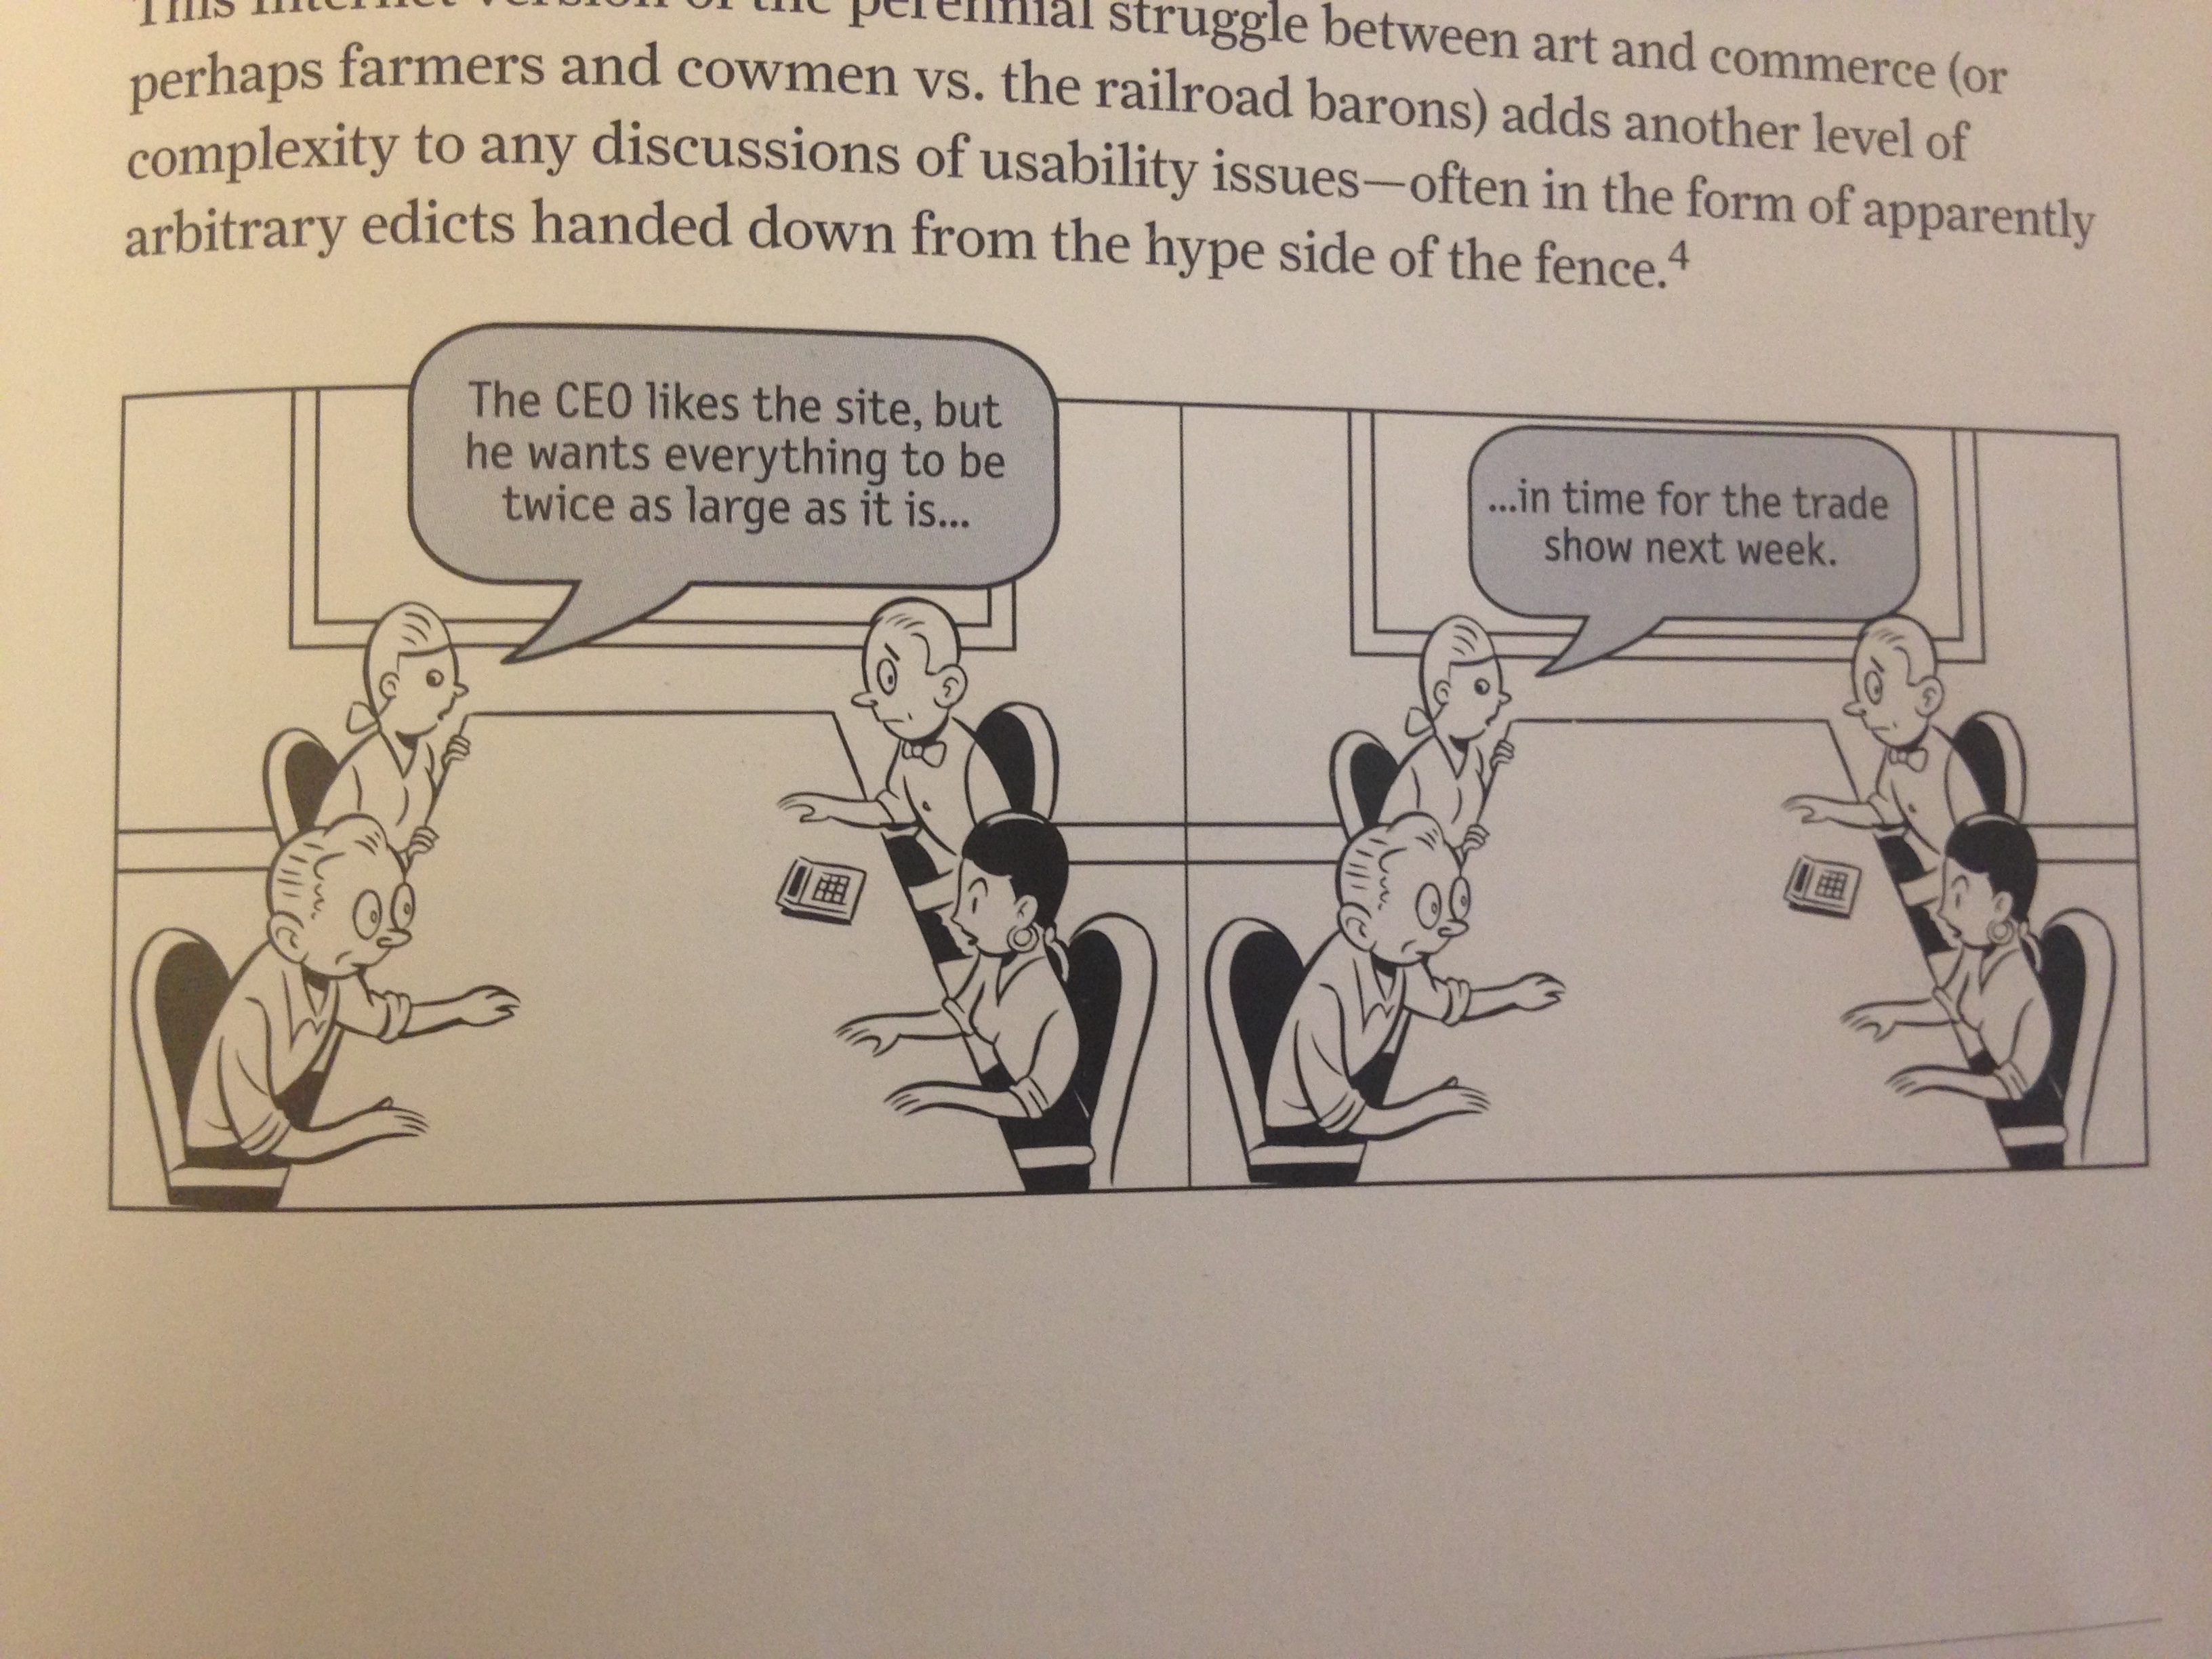 This Internet version of the perennial struggle between art and commerce (or
perhaps farmers and cowmen vs. the railroad barons) adds another level of
complexity to any discussions of usability issues—often in the form of apparently
arbitrary edicts handed down from the hype side of the fence.4
The CEO likes the site, but
he wants everything to be
twice as large as it is...
...in time for the trade
show next week.